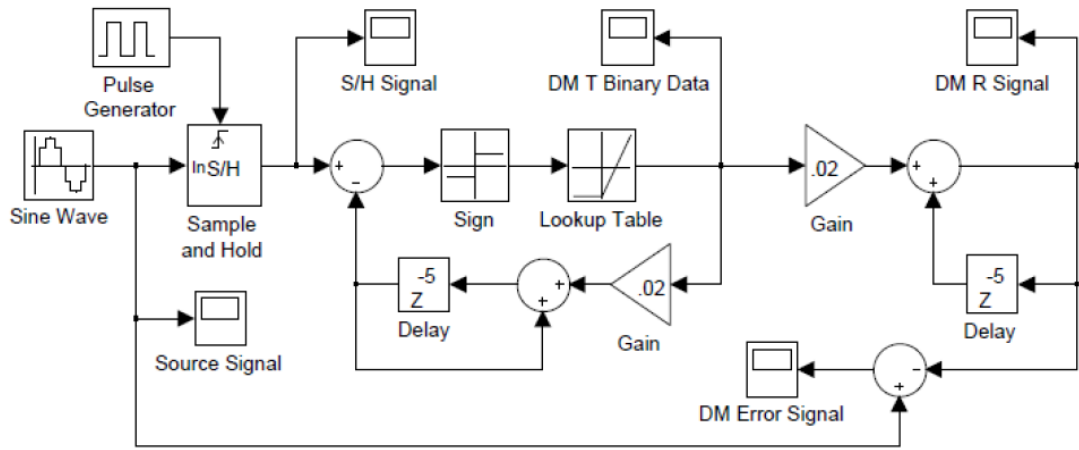 S/H Signal
DM T Binary Data
DM R Signal
Pulse
Generator
In S/H
+
−
.02
+
+
Sine Wave
Sample
and Hold
Sign
Lookup Table
Gain
-5
Z
Delay
+
+
.02
Gain
-5
Z
Delay
Source Signal
DM Error Signal
−
+